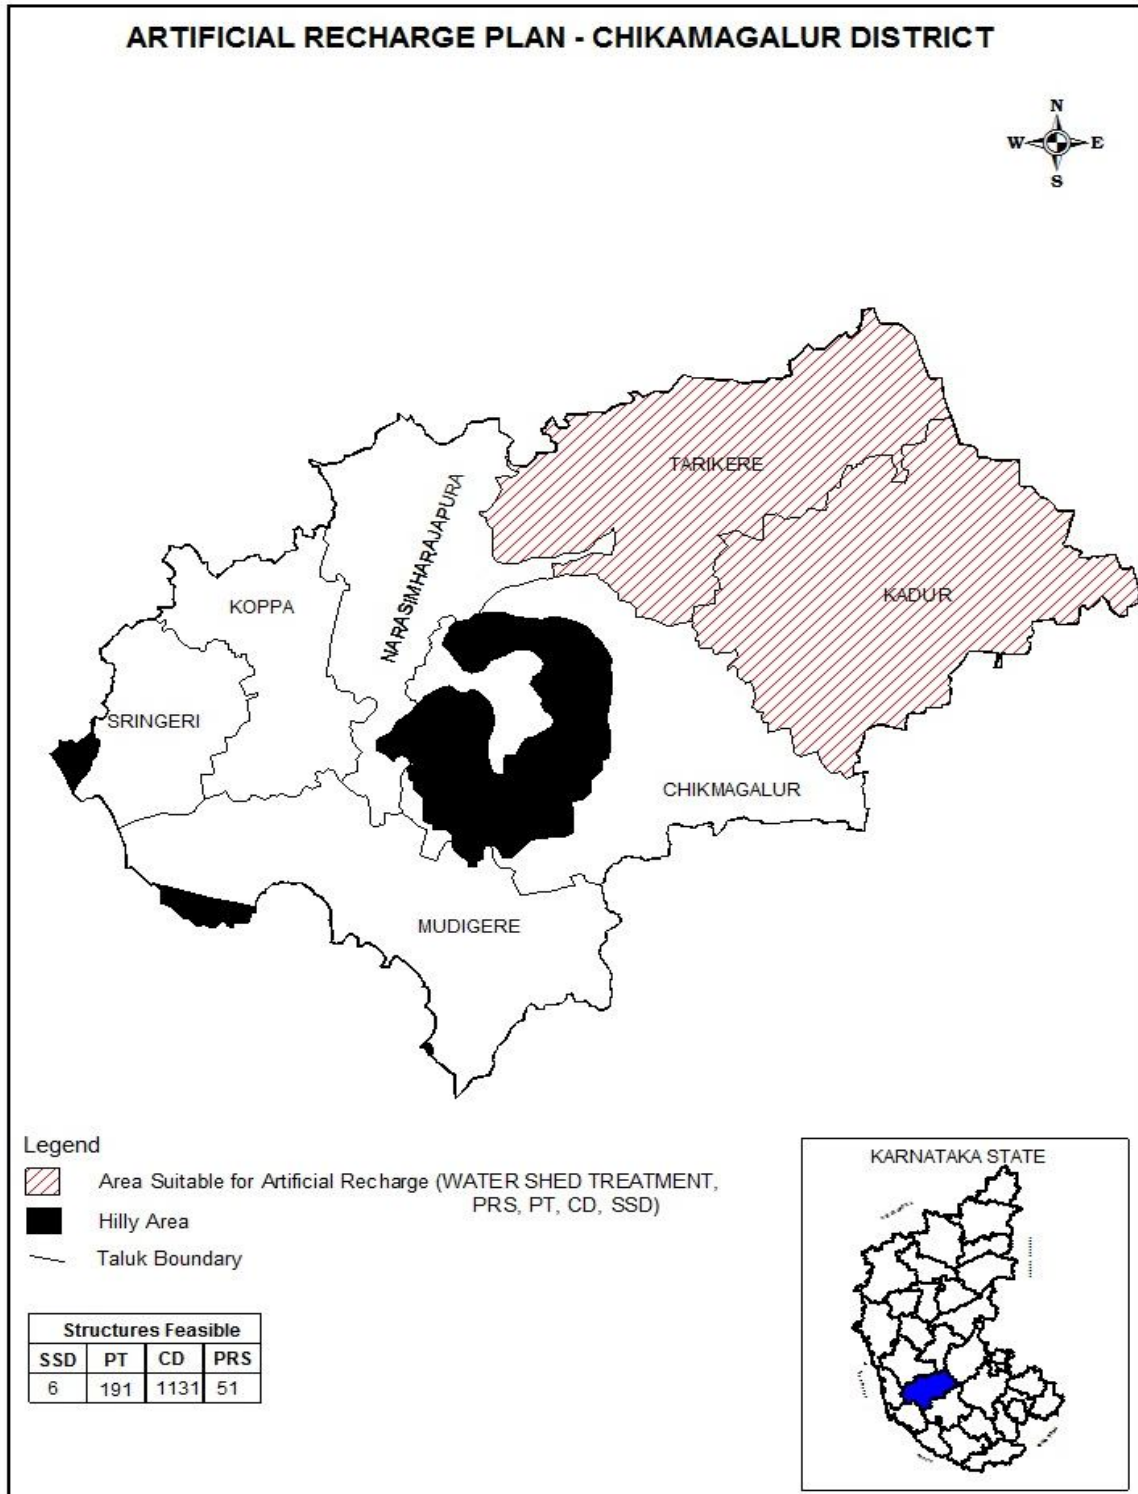 ARTIFICIAL RECHARGE PLAN - CHIKAMAGALUR DISTRICT
N
W E
S
TARIKERE
NARASIMHARAJAPURA
KADUR
KOPPA
SRINGERI
CHIKMAGALUR
MUDIGERE
Legend
Area Suitable for Artificial Recharge (WATER SHED TREATMENT,
PRS, PT, CD, SSD)
Hilly Area
Taluk Boundary
Structures Feasible
SSD PT CD PRS
6 191 1131 51
KARNATAKA STATE